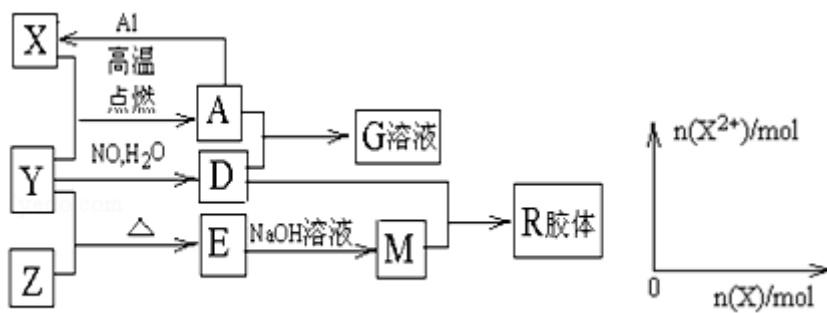 X
Al
高温
点燃
A
G溶液
n(X²⁺)/mol
Y
NO,H₂O
D
R胶体
Z
△
E
NaOH溶液
M
0
n(X)/mol